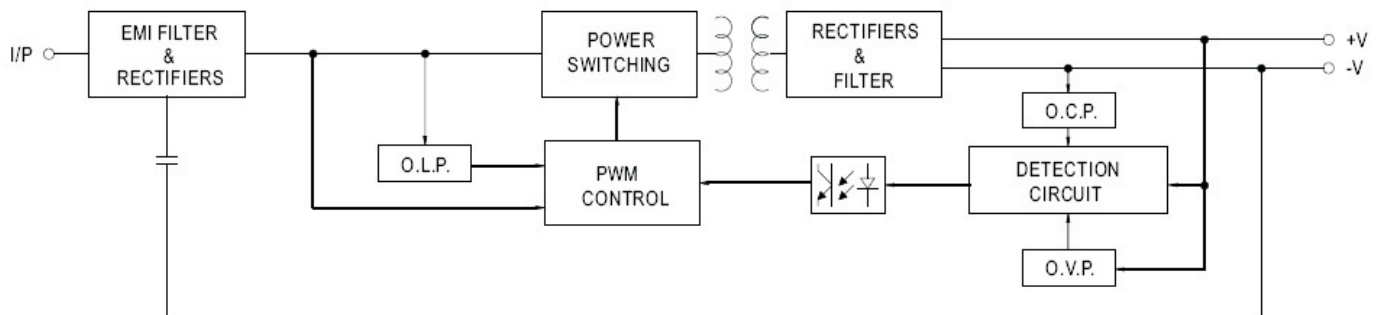 I/P
EMI FILTER
&
RECTIFIERS
POWER
SWITCHING
RECTIFIERS
&
FILTER
+V
-V
O.C.P.
O.L.P.
PWM
CONTROL
DETECTION
CIRCUIT
O.V.P.